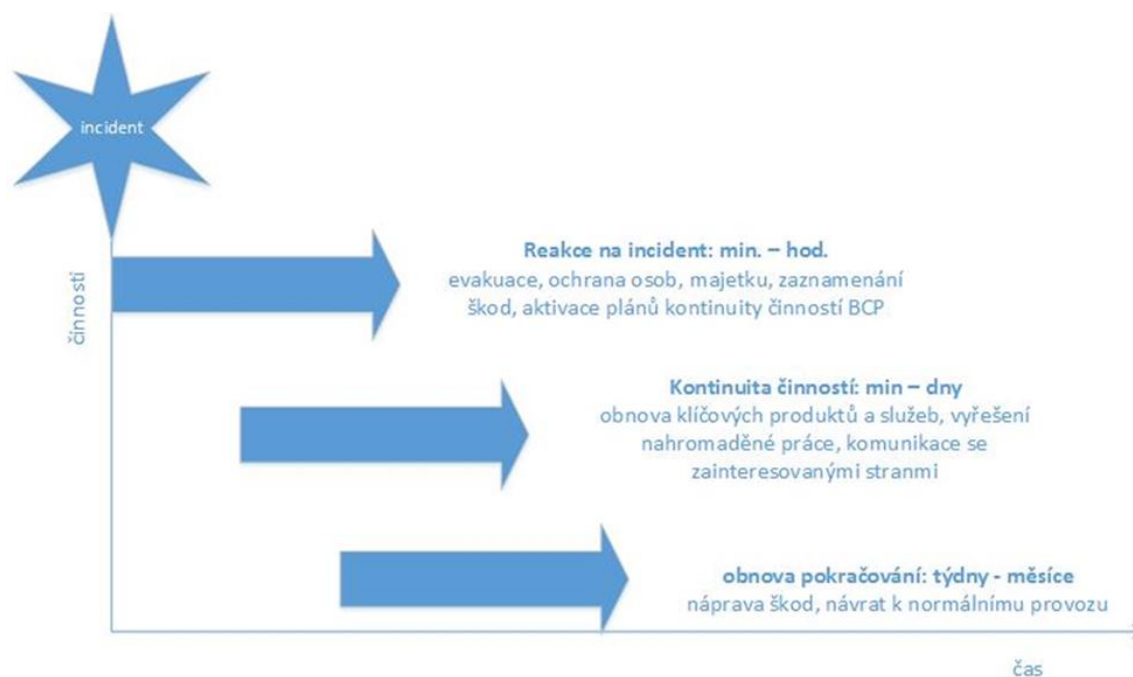 incident
činností
Reakce na incident: min. – hod.
evakuace, ochrana osob, majetku, zaznamenání
škod, aktivace plánů kontinuity činností BCP
Kontinuita činností: min – dny
obnova klíčových produktů a služeb, vyřešení
nahromaděné práce, komunikace se
zainteresovanými stranmi
obnova pokračování: týdny - měsíce
náprava škod, návrat k normálnímu provozu
čas